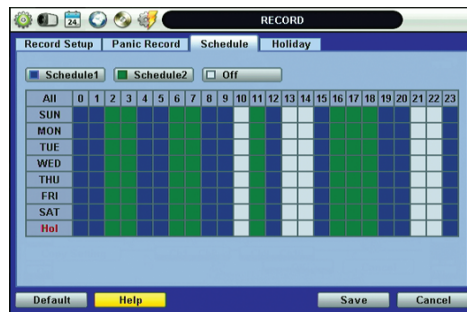 24
RECORD
Record Setup Panic Record Schedule Holiday
Schedule1 Schedule2 Off
All 0 1 2 3 4 5 6 7 8 9 10 11 12 13 14 15 16 17 18 19 20 21 22 23
SUN
MON
TUE
WED
THU
FRI
SAT
Hol
Default Help Save Cancel